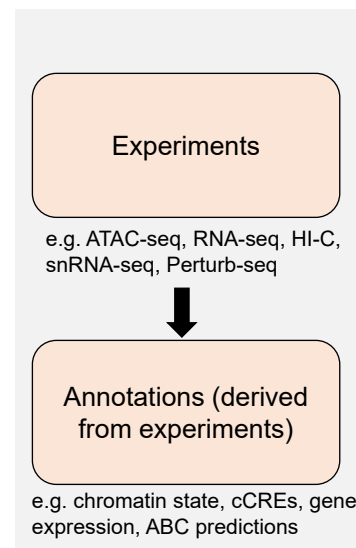 Experiments
e.g. ATAC-seq, RNA-seq, HI-C,
snRNA-seq, Perturb-seq
Annotations (derived
from experiments)
e.g. chromatin state, cCREs, gene
expression, ABC predictions